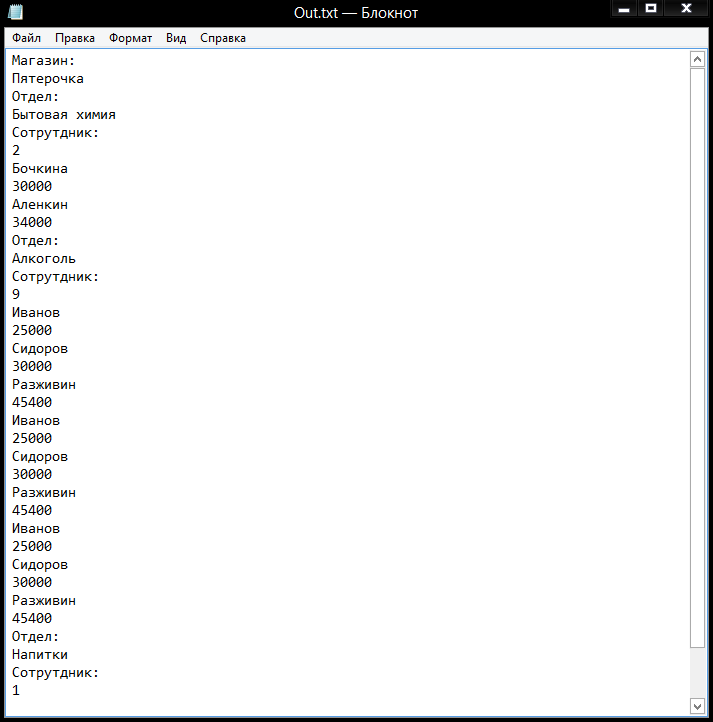 Out.txt — Блокнот
Файл Правка Формат Вид Справка
Магазин:
Пятерочка
Отдел:
Бытовая химия
Сотрутдник:
2
Бочкина
30000
Аленкин
34000
Отдел:
Алкоголь
Сотрутдник:
9
Иванов
25000
Сидоров
30000
Разживин
45400
Иванов
25000
Сидоров
30000
Разживин
45400
Иванов
25000
Сидоров
30000
Разживин
45400
Отдел:
Напитки
Сотрутдник:
1